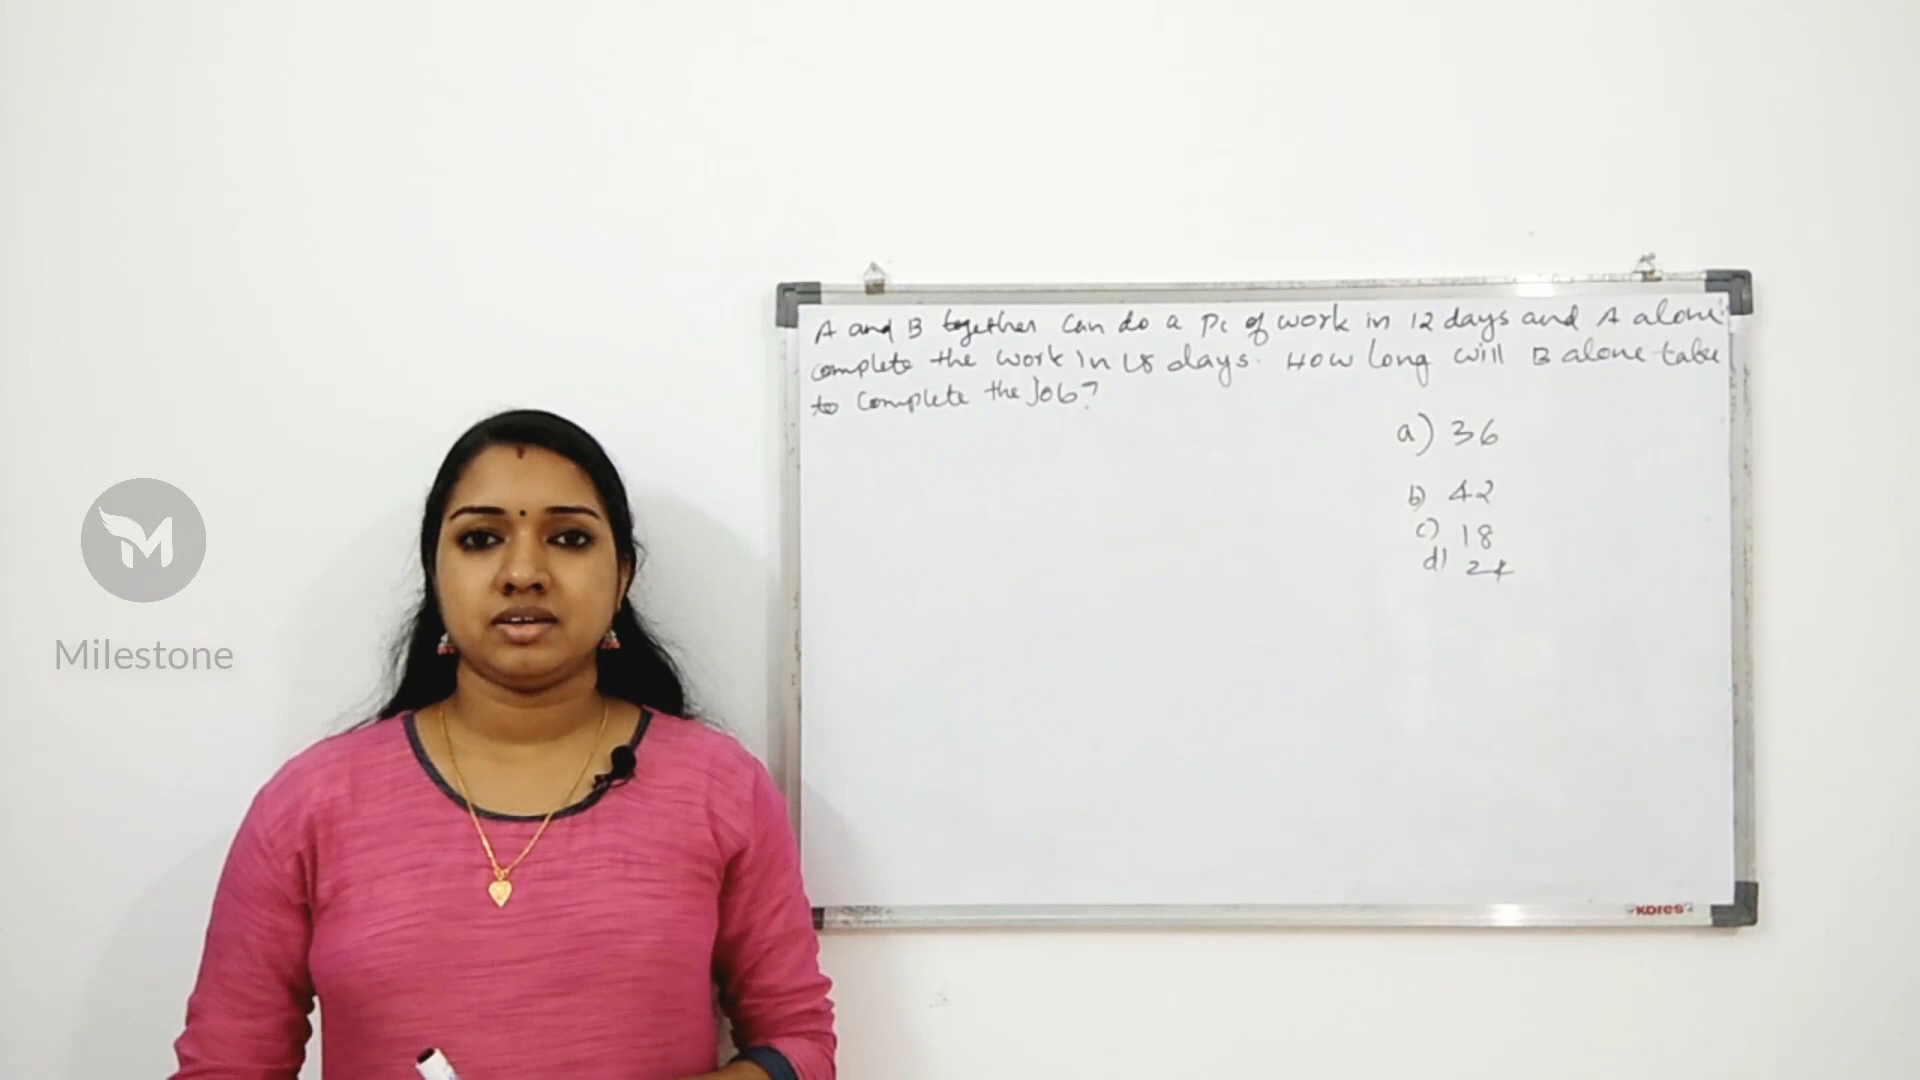 Milestone
A and B together can do a pc of work in 12 days and A alone
complete the work in 18 days. How long will B alone take
to complete the job?
a) 36
b) 42
c) 18
d) 24
Kores